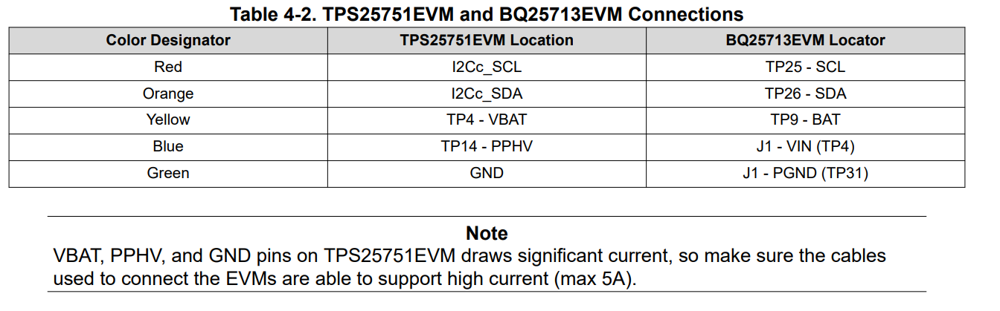 Table 4-2. TPS25751EVM and BQ25713EVM Connections
Color Designator TPS25751EVM Location BQ25713EVM Locator
Red I2Cc_SCL TP25 - SCL
Orange I2Cc_SDA TP26 - SDA
Yellow TP4 - VBAT TP9 - BAT
Blue TP14 - PPHV J1 - VIN (TP4)
Green GND J1 - PGND (TP31)
Note
VBAT, PPHV, and GND pins on TPS25751EVM draws significant current, so make sure the cables
used to connect the EVMs are able to support high current (max 5A).